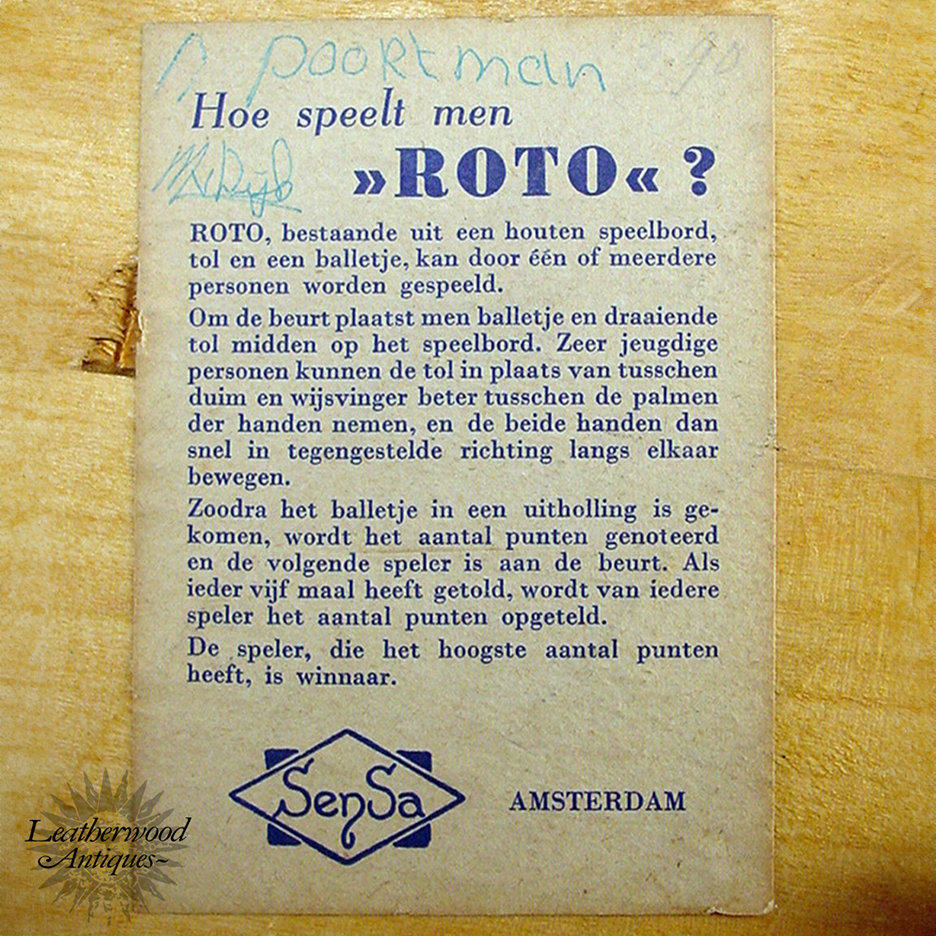 poortman
Hoe speelt men
»ROTO« ?
ROTO, bestaande uit een houten speelbord,
tol en een balletje, kan door één of meerdere
personen worden gespeeld.
Om de beurt plaatst men balletje en draaiende
tol midden op het speelbord. Zeer jeugdige
personen kunnen de tol in plaats van tusschen
duim en wijsvinger beter tusschen de palmen
der handen nemen, en de beide handen dan
snel in tegengestelde richting langs elkaar
bewegen.
Zoodra het balletje in een uitholling is ge-
komen, wordt het aantal punten genoteerd
en de volgende speler is aan de beurt. Als
ieder vijf maal heeft getold, wordt van iedere
speler het aantal punten opgeteld.
De speler, die het hoogste aantal punten
heeft, is winnaar.
SenSa
AMSTERDAM
Leatherwood
Antiques~